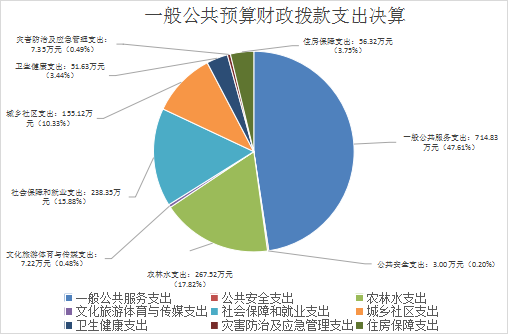 一般公共预算财政拨款支出决算
灾害防治及应急管理支出：
7.35万元（0.49%）
住房保障支出：56.32万元
（3.75%）
卫生健康支出：51.63万元
（3.44%）
城乡社区支出：155.12万
元（10.33%）
一般公共服务支出：714.83
万元（47.61%）
社会保障和就业支出：238.35万
元（15.88%）
文化旅游体育与传媒支出：
7.22万元（0.48%）
农林水支出：267.52万元
（17.82%）
公共安全支出：3.00万元（0.20%）
一般公共服务支出 公共安全支出 农林水支出
文化旅游体育与传媒支出 社会保障和就业支出 城乡社区支出
卫生健康支出 灾害防治及应急管理支出 住房保障支出